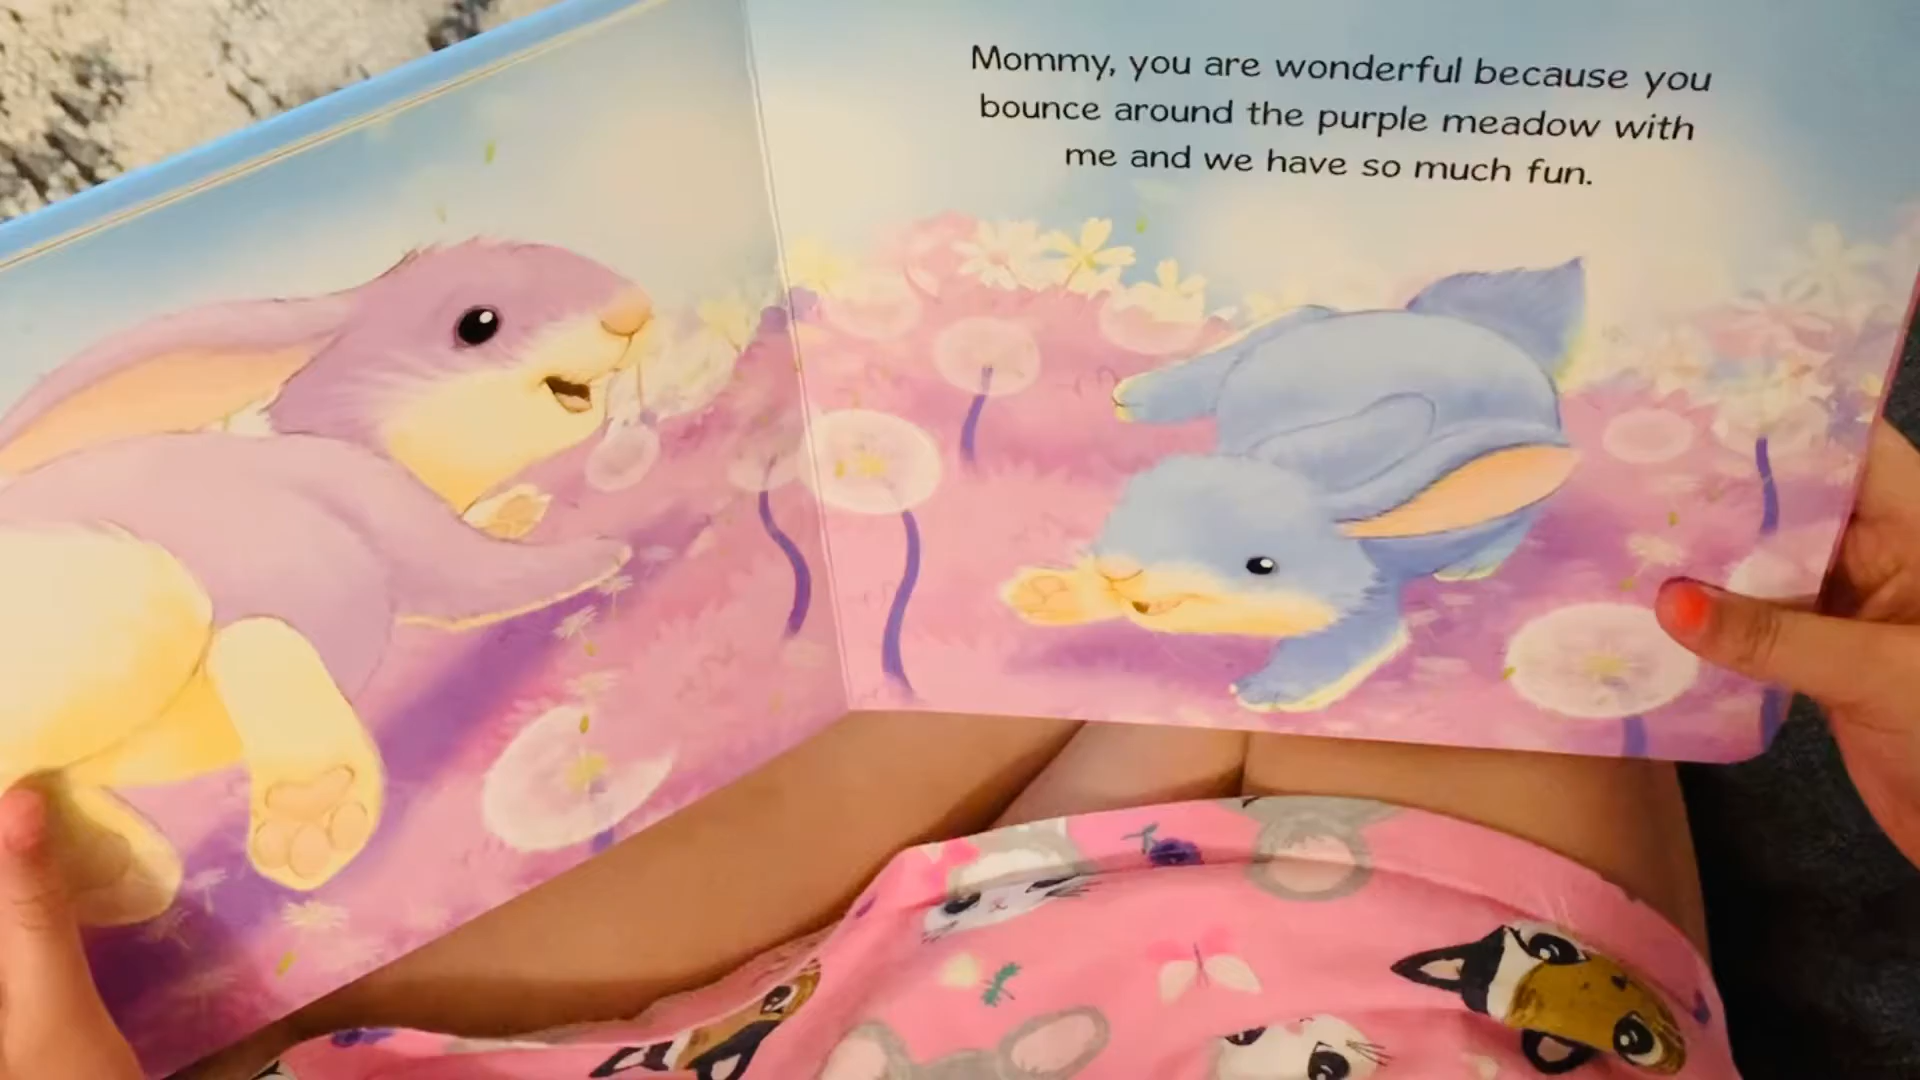 Mommy, you are wonderful because you
bounce around the purple meadow with
me and we have so much fun.